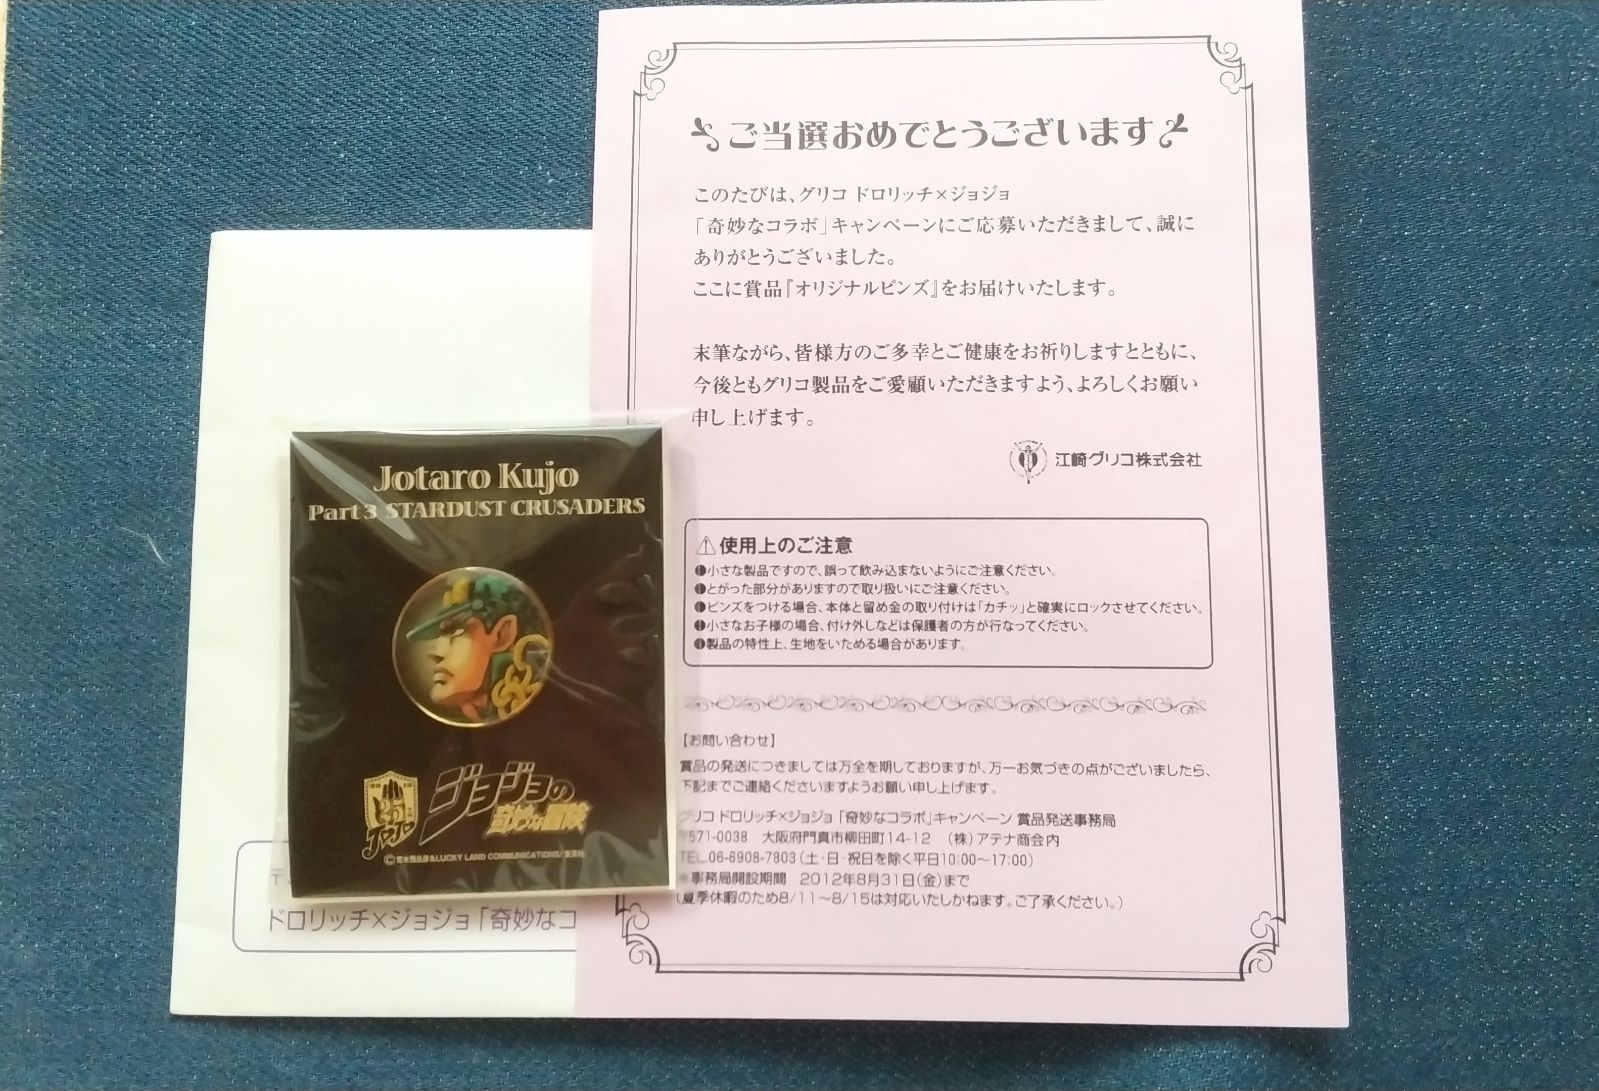 ご当選おめでとうございます
このたびは、グリコ ドロリッチ×ジョジョ
「奇妙なコラボ」キャンペーンにご応募いただきまして、誠に
ありがとうございました。
ここに賞品『オリジナルピンズ』をお届けいたします。
末筆ながら、皆様方のご多幸とご健康をお祈りしますとともに、
今後ともグリコ製品をご愛顧いただきますよう、よろしくお願い
申し上げます。
江崎グリコ株式会社
⚠使用上のご注意
●小さな製品ですので、誤って飲み込まないようにご注意ください。
●とがった部分がありますので取り扱いにご注意ください。
●ピンズをつける場合、本体と留め金の取り付けは「カチッ」と確実にロックさせてください。
●小さなお子様の場合、付け外しなどは保護者の方が行なってください。
●製品の特性上、生地をいためる場合があります。
【お問い合わせ】
賞品の発送につきましては万全を期しておりますが、万一お気づきの点がございましたら、
下記までご連絡くださいますようお願い申し上げます。
グリコ ドロリッチ×ジョジョ「奇妙なコラボ」キャンペーン 賞品発送事務局
〒571-0038 大阪府門真市柳田町14-12 (株)アテナ商会内
TEL.06-6908-7803(土・日・祝日を除く平日10:00〜17:00)
*事務局開設期間 2012年8月31日(金)まで
(夏季休暇のため8/11〜8/15は対応いたしかねます。ご了承ください。)
Jotaro Kujo
Part 3 STARDUST CRUSADERS
2012
25
JOJO
ジョジョの
奇妙な冒険
©荒木飛呂彦&LUCKY LAND COMMUNICATIONS/集英社
〒
ドロリッチ×ジョジョ「奇妙なコ